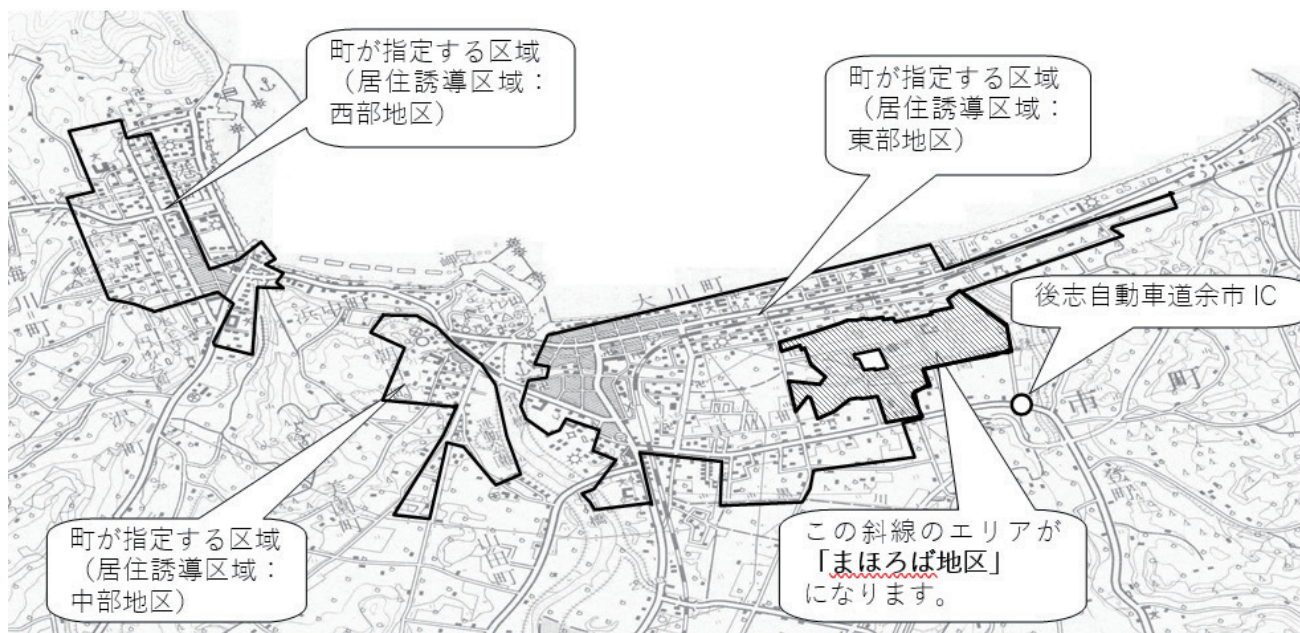 町が指定する区域
（居住誘導区域：
西部地区）
町が指定する区域
（居住誘導区域：
東部地区）
後志自動車道余市 IC
大川町
浜中町
町が指定する区域
（居住誘導区域：
中部地区）
この斜線のエリアが
「まほろば地区」
になります。